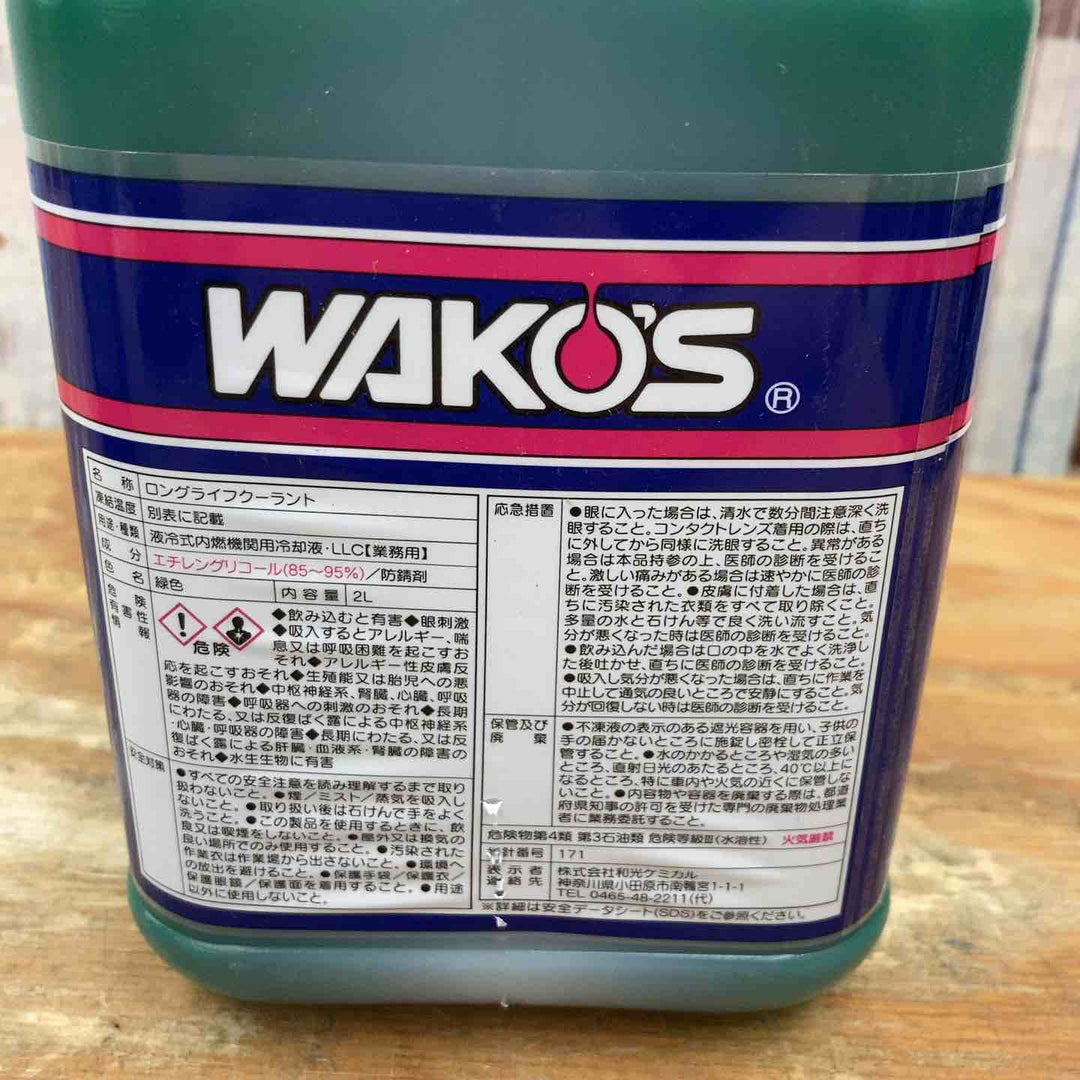 WAKO'S®
名称 ロングライフクーラント
凍結温度 別表に記載
用途・種類 液冷式内燃機関用冷却液・LLC【業務用】
成分 エチレングリコール(85〜95%)/防錆剤
色名 緑色 内容量 2L
危険有害性情報
危険
◆飲み込むと有害◆眼刺激
◆吸入するとアレルギー、喘
息又は呼吸困難を起こすお
それ◆アレルギー性皮膚反
応を起こすおそれ◆生殖能又は胎児への悪
影響のおそれ◆中枢神経系、腎臓、心臓、呼吸
器の障害◆呼吸器への刺激のおそれ◆長期
にわたる、又は反復ばく露による中枢神経系
・心臓・呼吸器の障害◆長期にわたる、又は反
復ばく露による肝臓・血液系・腎臓の障害の
おそれ◆水生生物に有害
安全対策
●すべての安全注意を読み理解するまで取り
扱わないこと。●煙/ミスト/蒸気を吸入し
ないこと。●取り扱い後は石けんで手をよく
洗うこと。●この製品を使用するときに、飲
食又は喫煙をしないこと。●屋外又は換気の
良い場所でのみ使用すること。●汚染された
作業衣は作業場から出さないこと。●環境へ
の放出を避けること。●保護手袋/保護衣/
保護眼鏡/保護面を着用すること。●用途
以外に使用しないこと。
応急措置
●眼に入った場合は、清水で数分間注意深く洗
眼すること。コンタクトレンズ着用の際は、直ち
に外してから同様に洗眼すること。異常がある
場合は本品持参の上、医師の診断を受けるこ
と。激しい痛みがある場合は速やかに医師の診
断を受けること。●皮膚に付着した場合は、直
ちに汚染された衣類をすべて取り除くこと。
多量の水と石けん等で良く洗い流すこと。気
分が悪くなった時は医師の診断を受けること。
●飲み込んだ場合は口の中を水でよく洗浄し
た後吐かせ、直ちに医師の診断を受けること。
●吸入し気分が悪くなった場合は、直ちに作業を
中止して通気の良いところで安静にすること。気
分が回復しない時は医師の診断を受けること。
保管及び廃棄
●不凍液の表示のある遮光容器を用い、子供の
手の届かないところに施錠し密栓して正立保
管すること。●水のかかるところや湿気の多い
ところ、直射日光のあたるところ、40℃以上に
なるところ、特に車内や火気の近くに保管しな
いこと。●内容物や容器を廃棄する際は、都道
府県知事の許可を受けた専門の廃棄物処理業
者に業務委託すること。
危険物第4類 第3石油類 危険等級Ⅲ(水溶性) 火気厳禁
指針番号 171
表示者 株式会社和光ケミカル
連絡先 神奈川県小田原市南鴨宮1-1-1
TEL 0465-48-2211(代)
※詳細は安全データシート(SDS)をご参照ください。